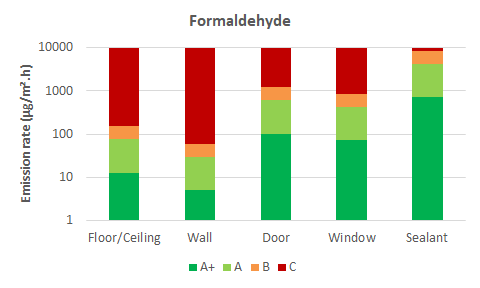 Formaldehyde
Emission rate (µg/m².h)
10000
1000
100
10
1
Floor/Ceiling Wall Door Window Sealant
A+ A B C